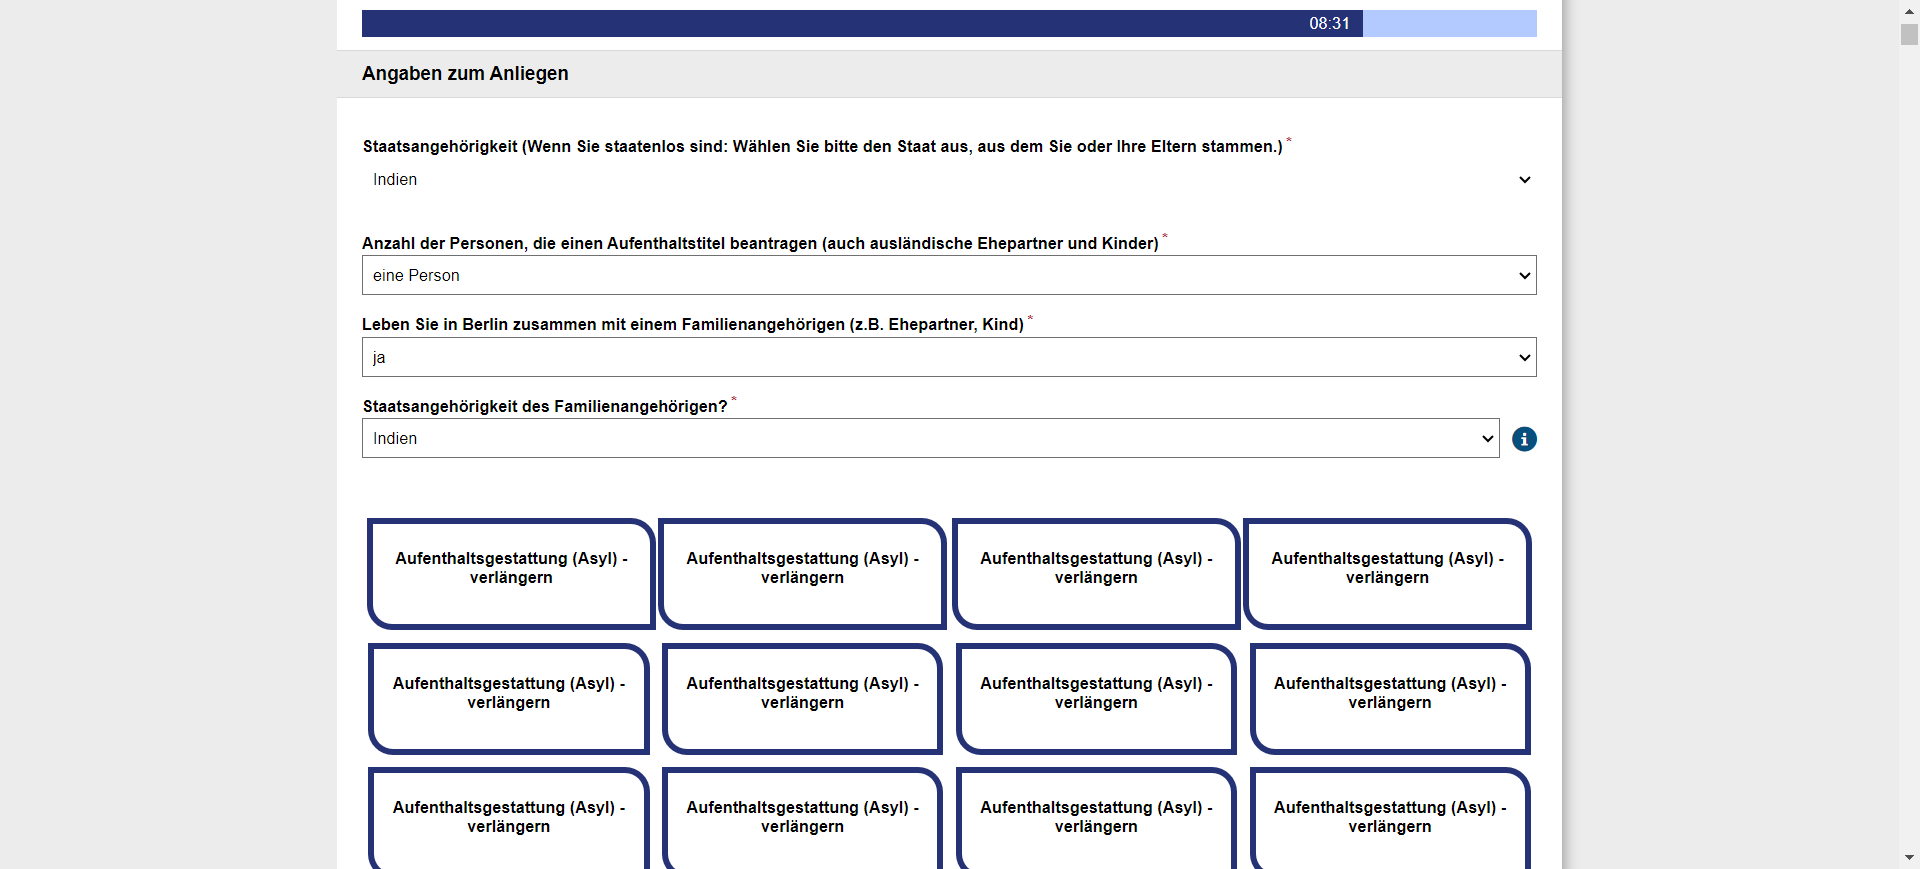 08:31
Angaben zum Anliegen
Staatsangehörigkeit (Wenn Sie staatenlos sind: Wählen Sie bitte den Staat aus, aus dem Sie oder Ihre Eltern stammen.) *
Indien
Anzahl der Personen, die einen Aufenthaltstitel beantragen (auch ausländische Ehepartner und Kinder) *
eine Person
Leben Sie in Berlin zusammen mit einem Familienangehörigen (z.B. Ehepartner, Kind) *
ja
Staatsangehörigkeit des Familienangehörigen? *
Indien
Aufenthaltsgestattung (Asyl) -
verlängern
Aufenthaltsgestattung (Asyl) -
verlängern
Aufenthaltsgestattung (Asyl) -
verlängern
Aufenthaltsgestattung (Asyl) -
verlängern
Aufenthaltsgestattung (Asyl) -
verlängern
Aufenthaltsgestattung (Asyl) -
verlängern
Aufenthaltsgestattung (Asyl) -
verlängern
Aufenthaltsgestattung (Asyl) -
verlängern
Aufenthaltsgestattung (Asyl) -
verlängern
Aufenthaltsgestattung (Asyl) -
verlängern
Aufenthaltsgestattung (Asyl) -
verlängern
Aufenthaltsgestattung (Asyl) -
verlängern